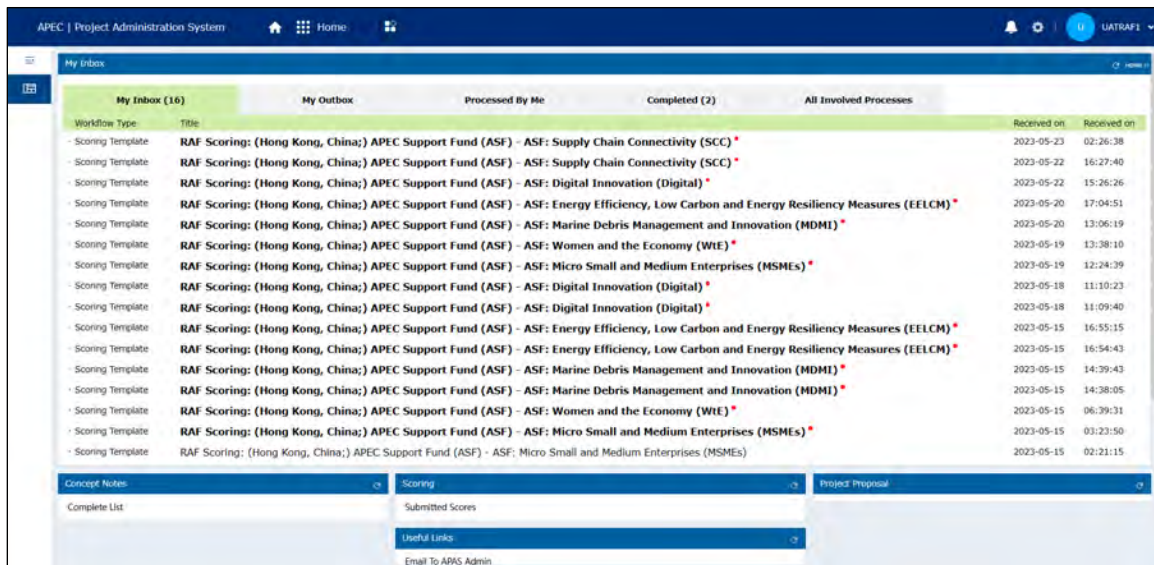 APEC | Project Administration System Home U UATRAF1
My Inbox HOME
My Inbox (16) My Outbox Processed By Me Completed (2) All Involved Processes
Workflow Type Title Received on Received on
Scoring Template RAF Scoring: (Hong Kong, China;) APEC Support Fund (ASF) - ASF: Supply Chain Connectivity (SCC) * 2023-05-23 02:26:38
Scoring Template RAF Scoring: (Hong Kong, China;) APEC Support Fund (ASF) - ASF: Supply Chain Connectivity (SCC) * 2023-05-22 16:27:40
Scoring Template RAF Scoring: (Hong Kong, China;) APEC Support Fund (ASF) - ASF: Digital Innovation (Digital) * 2023-05-22 15:26:26
Scoring Template RAF Scoring: (Hong Kong, China;) APEC Support Fund (ASF) - ASF: Energy Efficiency, Low Carbon and Energy Resiliency Measures (EELCM) * 2023-05-20 17:04:51
Scoring Template RAF Scoring: (Hong Kong, China;) APEC Support Fund (ASF) - ASF: Marine Debris Management and Innovation (MDMI) * 2023-05-20 13:06:19
Scoring Template RAF Scoring: (Hong Kong, China;) APEC Support Fund (ASF) - ASF: Women and the Economy (WtE) * 2023-05-19 13:38:10
Scoring Template RAF Scoring: (Hong Kong, China;) APEC Support Fund (ASF) - ASF: Micro Small and Medium Enterprises (MSMEs) * 2023-05-19 12:24:39
Scoring Template RAF Scoring: (Hong Kong, China;) APEC Support Fund (ASF) - ASF: Digital Innovation (Digital) * 2023-05-18 11:10:23
Scoring Template RAF Scoring: (Hong Kong, China;) APEC Support Fund (ASF) - ASF: Digital Innovation (Digital) * 2023-05-18 11:09:40
Scoring Template RAF Scoring: (Hong Kong, China;) APEC Support Fund (ASF) - ASF: Energy Efficiency, Low Carbon and Energy Resiliency Measures (EELCM) * 2023-05-15 16:55:15
Scoring Template RAF Scoring: (Hong Kong, China;) APEC Support Fund (ASF) - ASF: Energy Efficiency, Low Carbon and Energy Resiliency Measures (EELCM) * 2023-05-15 16:54:43
Scoring Template RAF Scoring: (Hong Kong, China;) APEC Support Fund (ASF) - ASF: Marine Debris Management and Innovation (MDMI) * 2023-05-15 14:39:43
Scoring Template RAF Scoring: (Hong Kong, China;) APEC Support Fund (ASF) - ASF: Marine Debris Management and Innovation (MDMI) * 2023-05-15 14:38:05
Scoring Template RAF Scoring: (Hong Kong, China;) APEC Support Fund (ASF) - ASF: Women and the Economy (WtE) * 2023-05-15 06:39:31
Scoring Template RAF Scoring: (Hong Kong, China;) APEC Support Fund (ASF) - ASF: Micro Small and Medium Enterprises (MSMEs) * 2023-05-15 03:23:50
Scoring Template RAF Scoring: (Hong Kong, China;) APEC Support Fund (ASF) - ASF: Micro Small and Medium Enterprises (MSMEs) 2023-05-15 02:21:15
Concept Notes Scoring Project Proposal
Complete List Submitted Scores
Useful Links
Email To APAS Admin